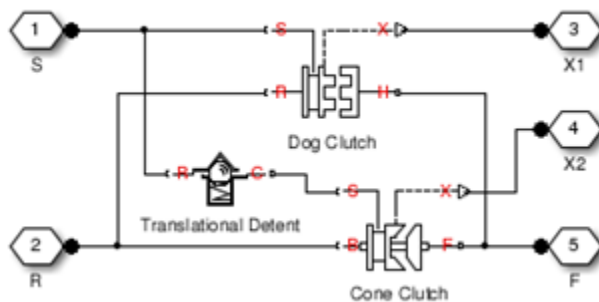 1
S
S
X
3
X1
R
H
Dog Clutch
4
X2
R
C
Translational Detent
S
X
2
R
B
F
Cone Clutch
5
F